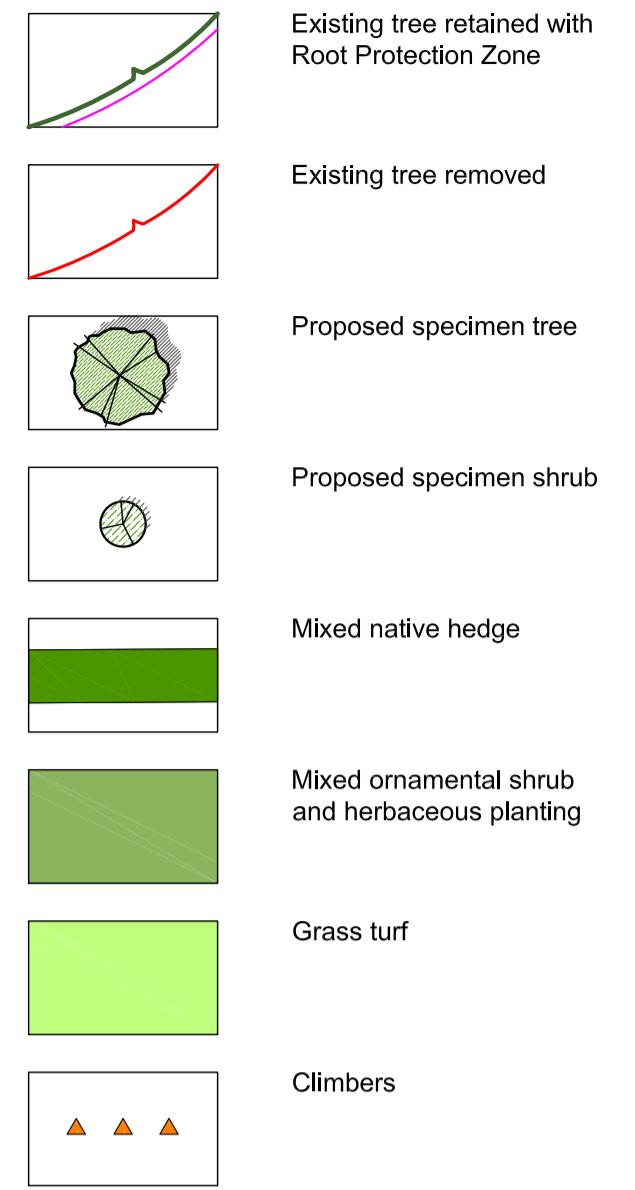 Existing tree retained with
Root Protection Zone
Existing tree removed
Proposed specimen tree
Proposed specimen shrub
Mixed native hedge
Mixed ornamental shrub
and herbaceous planting
Grass turf
Climbers